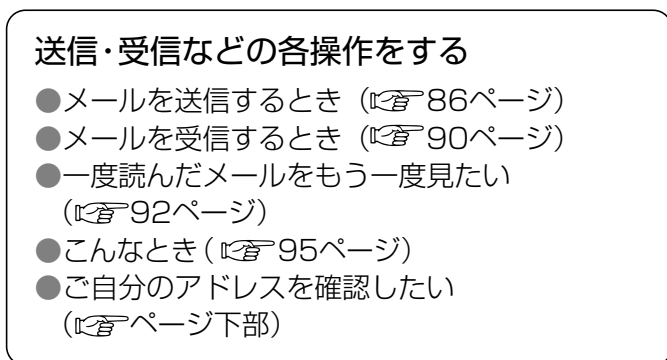 送信・受信などの各操作をする
●メールを送信するとき（☞86ページ）
●メールを受信するとき（☞90ページ）
●一度読んだメールをもう一度見たい
（☞92ページ）
●こんなとき（☞95ページ）
●ご自分のアドレスを確認したい
（☞ページ下部）